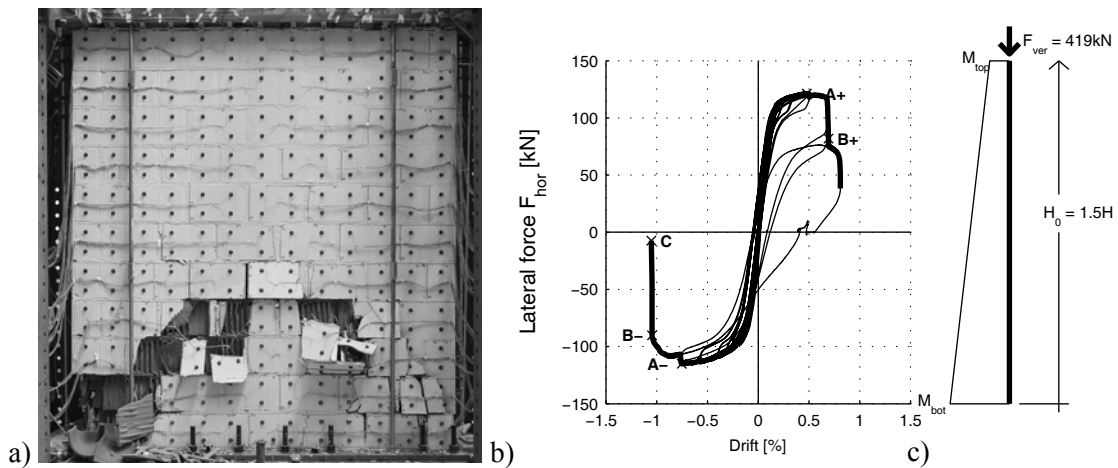 a)
b)
Lateral force F_hor [kN]
150
100
50
0
−50
−100
−150
A+
B+
C
B−
A−
−1.5 −1 −0.5 0 0.5 1 1.5
Drift [%]
c)
F_ver = 419kN
M_top
H_0 = 1.5H
M_bot